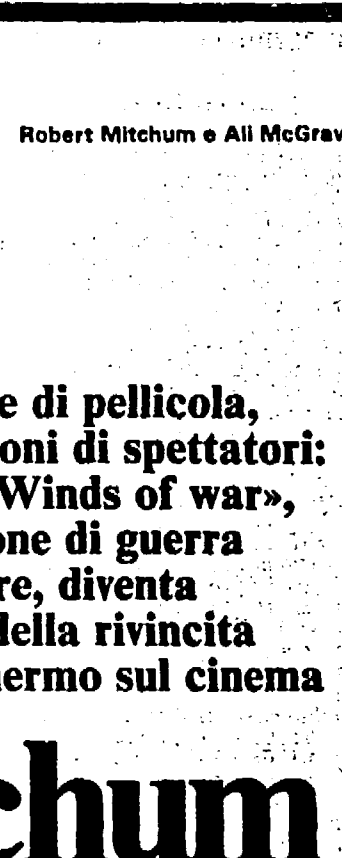 Robert Mitchum e Ali McGraw
e di pellicola,
oni di spettatori:
Winds of war»,
one di guerra
re, diventa
della rivincita
ermo sul cinema
chum